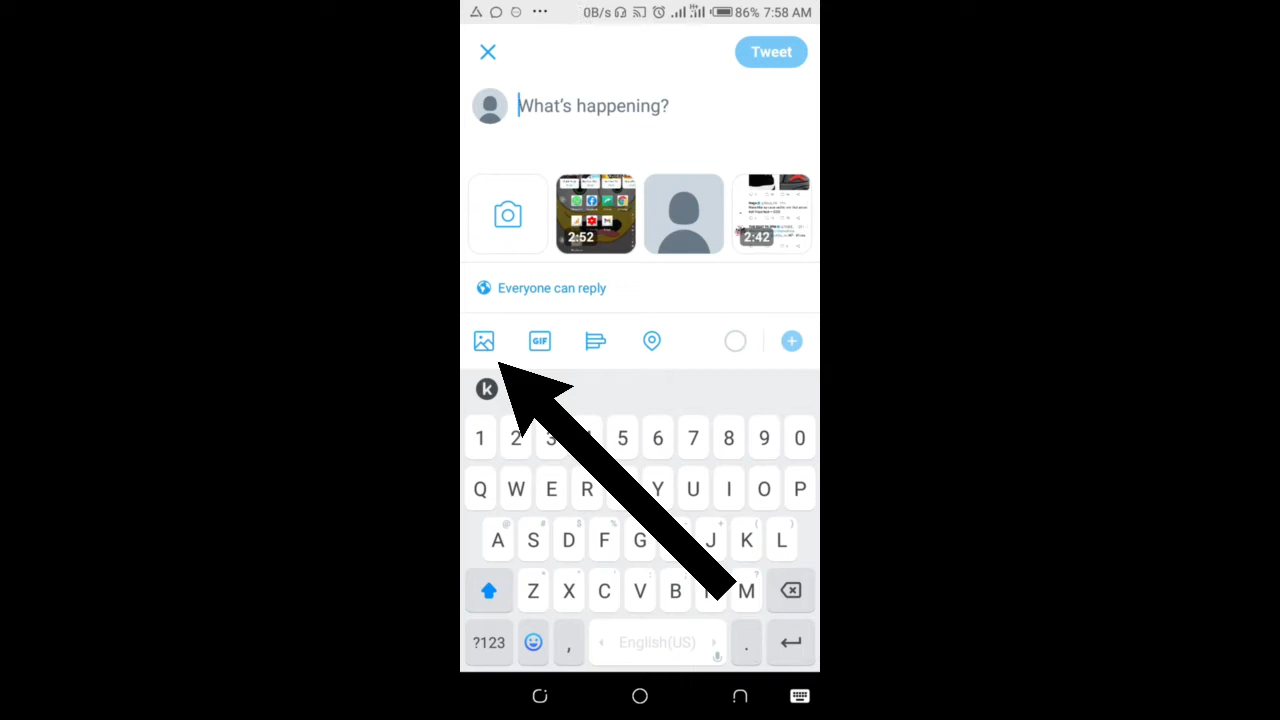 0B/s 86% 7:58 AM
Tweet
What's happening?
2:52
2:42
Everyone can reply
GIF
k
1 2 3 5 6 7 8 9 0
Q W E R Y U I O P
@ # $ % + ( )
A S D F G J K L
Z X C V B M ?
?123 , English(US) .